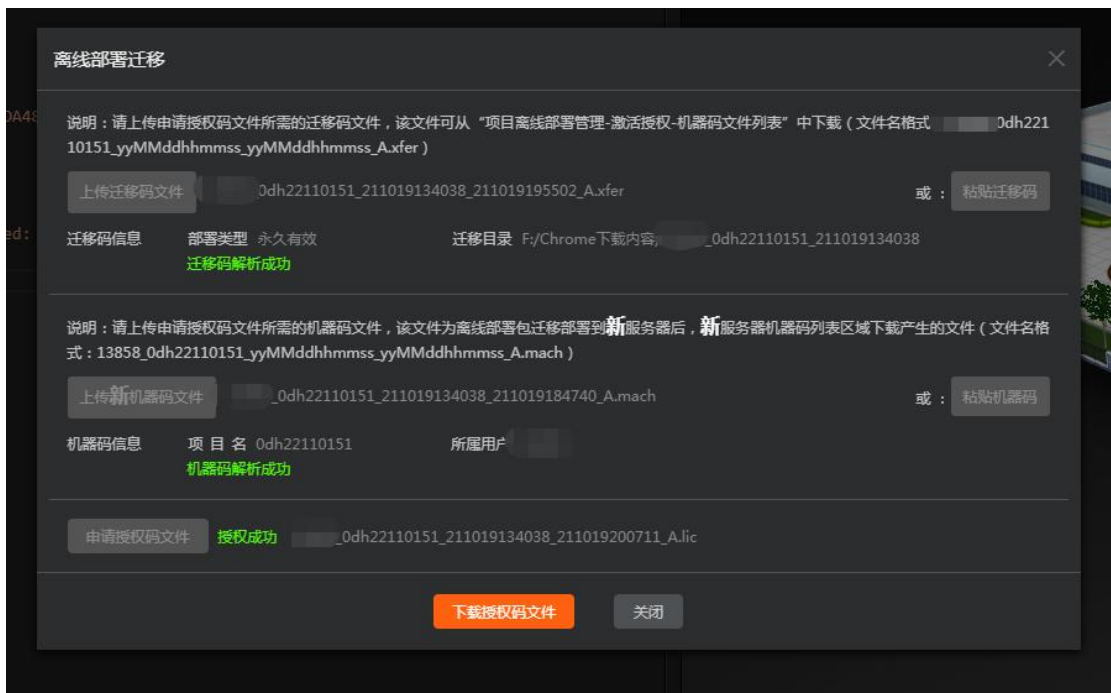 离线部署迁移
DA48
说明：请上传申请授权码文件所需的迁移码文件，该文件可从“项目离线部署管理-激活授权-机器码文件列表”中下载（文件名格式 0dh221
10151_yyMMddhhmmss_yyMMddhhmmss_A.xfer）
上传迁移码文件 _0dh22110151_211019134038_211019195502_A.xfer 或： 粘贴迁移码
ed: 迁移码信息 部署类型 永久有效 迁移目录 F:/Chrome下载内容/ _0dh22110151_211019134038
迁移码解析成功
说明：请上传申请授权码文件所需的机器码文件，该文件为离线部署包迁移部署到新服务器后，新服务器机器码列表区域下载产生的文件（文件名格
式：13858_0dh22110151_yyMMddhhmmss_yyMMddhhmmss_A.mach）
上传新机器码文件 _0dh22110151_211019134038_211019184740_A.mach 或： 粘贴机器码
机器码信息 项 目 名 0dh22110151 所属用户
机器码解析成功
申请授权码文件 授权成功 _0dh22110151_211019134038_211019200711_A.lic
下载授权码文件 关闭